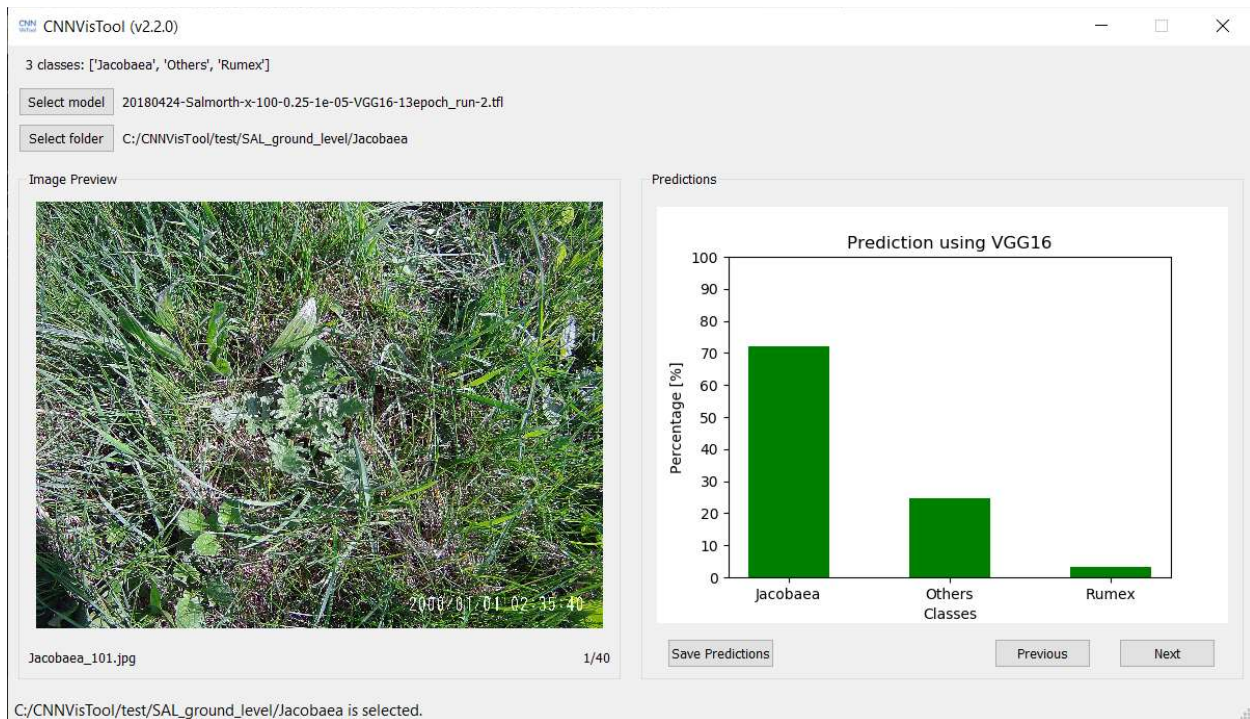 CNN
CNNVisTool (v2.2.0)
3 classes: ['Jacobaea', 'Others', 'Rumex']
Select model 20180424-Salmorth-x-100-0.25-1e-05-VGG16-13epoch_run-2.tfl
Select folder C:/CNNVisTool/test/SAL_ground_level/Jacobaea
Image Preview
2008/01/01 02:35:40
Jacobaea_101.jpg 1/40
Predictions
Prediction using VGG16
100
90
80
70
60
50
40
30
20
10
0
Percentage [%]
Jacobaea Others Rumex
Classes
Save Predictions Previous Next
C:/CNNVisTool/test/SAL_ground_level/Jacobaea is selected.